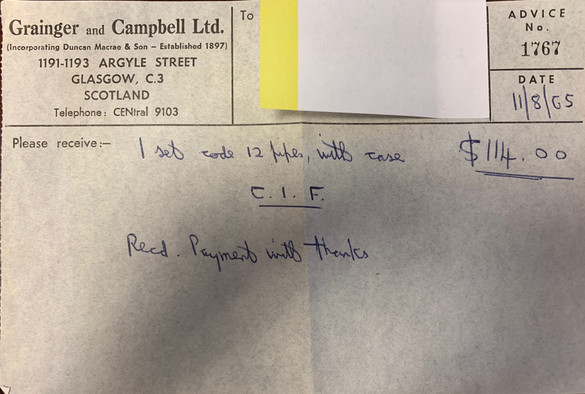 Grainger and Campbell Ltd.
(Incorporating Duncan Macrae & Son – Established 1897)
1191-1193 ARGYLE STREET
GLASGOW, C.3
SCOTLAND
Telephone: CENtral 9103
To
ADVICE
No.
1767
DATE
11/8/65
Please receive:—
1 set code 12 pipes, with case $114.00
C.I.F.
Recd. Payment with thanks